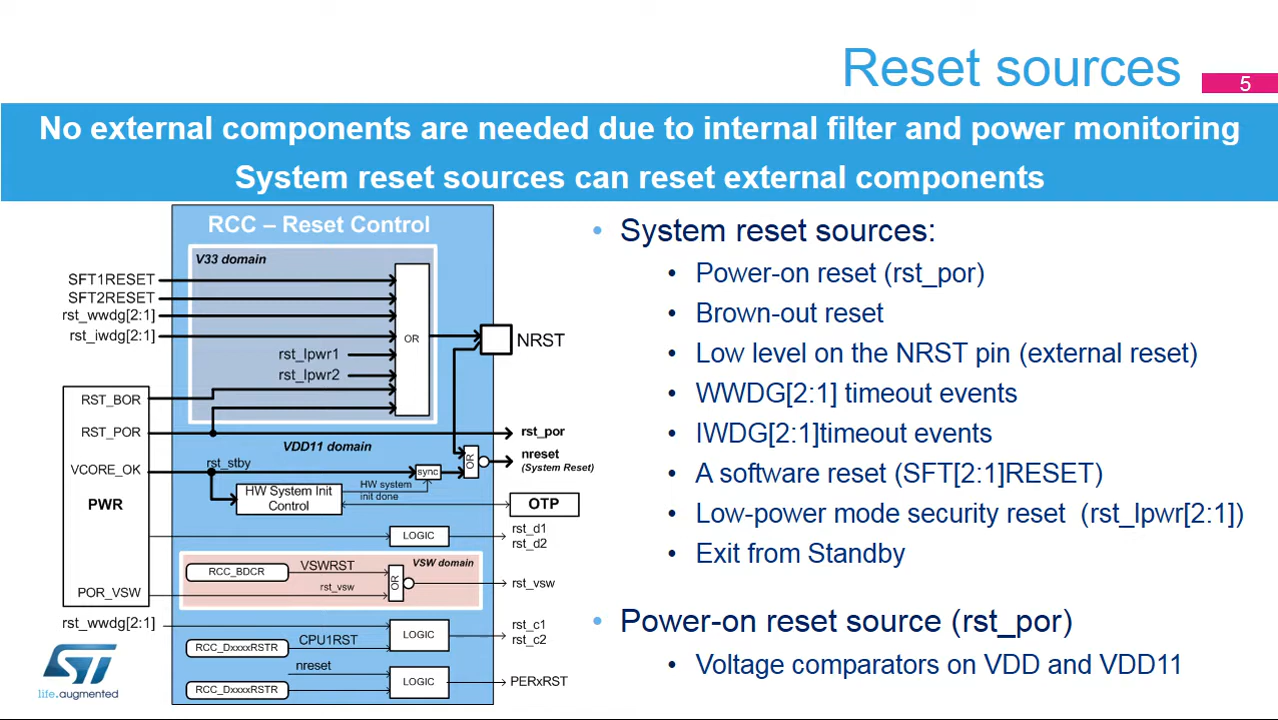 Reset sources
5
No external components are needed due to internal filter and power monitoring
System reset sources can reset external components
RCC – Reset Control
V33 domain
SFT1RESET
SFT2RESET
rst_wwdg[2:1]
rst_iwdg[2:1]
rst_lpwr1
rst_lpwr2
OR
NRST
RST_BOR
RST_POR
rst_por
VDD11 domain
nreset
(System Reset)
VCORE_OK
rst_stby
sync
OR
HW System Init
Control
HW system
init done
PWR
OTP
LOGIC
rst_d1
rst_d2
VSW domain
RCC_BDCR
VSWRST
OR
rst_vsw
rst_vsw
POR_VSW
rst_wwdg[2:1]
LOGIC
rst_c1
rst_c2
RCC_DxxxxRSTR
CPU1RST
nreset
RCC_DxxxxRSTR
LOGIC
PERxRST
ST
life.augmented
• System reset sources:
• Power-on reset (rst_por)
• Brown-out reset
• Low level on the NRST pin (external reset)
• WWDG[2:1] timeout events
• IWDG[2:1]timeout events
• A software reset (SFT[2:1]RESET)
• Low-power mode security reset (rst_lpwr[2:1])
• Exit from Standby
• Power-on reset source (rst_por)
• Voltage comparators on VDD and VDD11